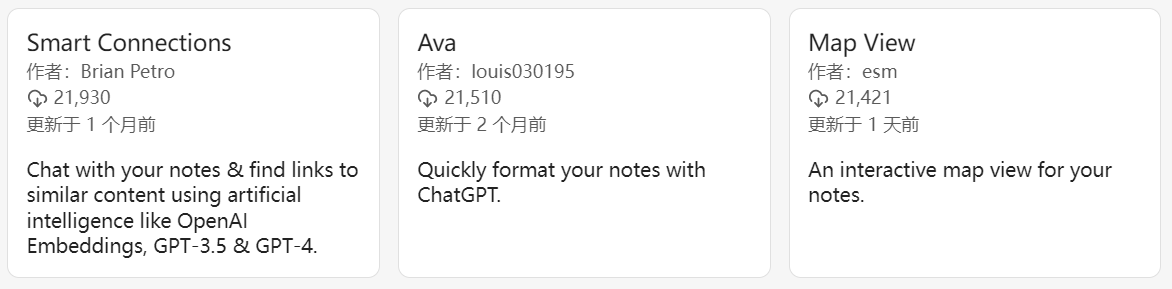 Smart Connections
作者：Brian Petro
21,930
更新于 1 个月前
Chat with your notes & find links to
similar content using artificial
intelligence like OpenAI
Embeddings, GPT-3.5 & GPT-4.
Ava
作者：louis030195
21,510
更新于 2 个月前
Quickly format your notes with
ChatGPT.
Map View
作者：esm
21,421
更新于 1 天前
An interactive map view for your
notes.